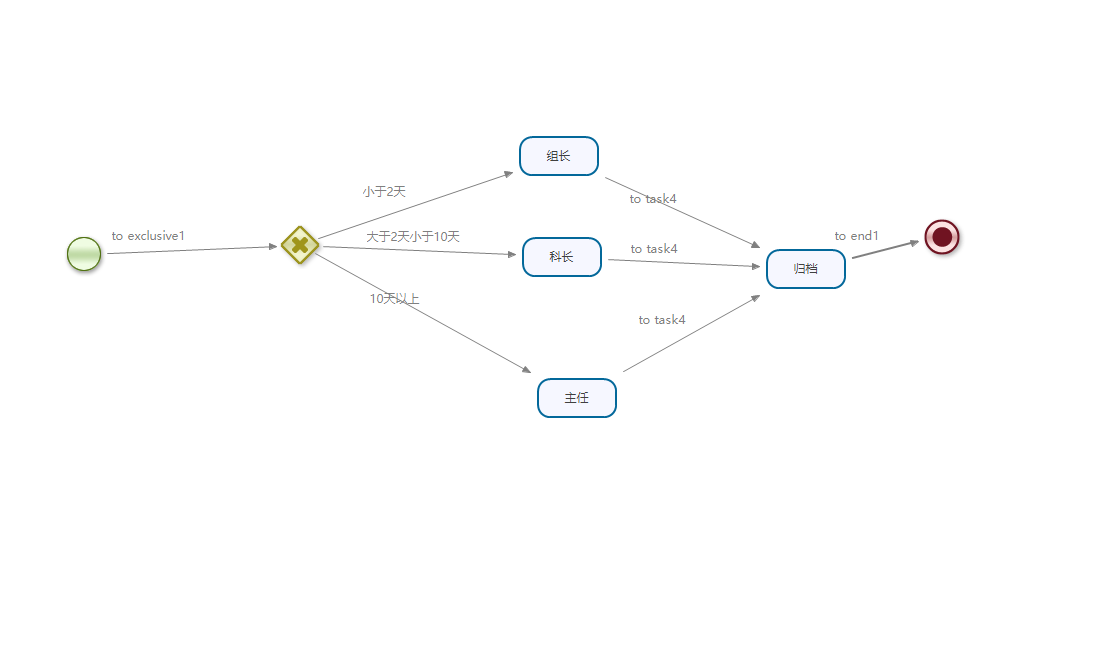 组长
小于2天
to task4
to exclusive1
大于2天小于10天
to task4
to end1
科长
归档
10天以上
to task4
主任